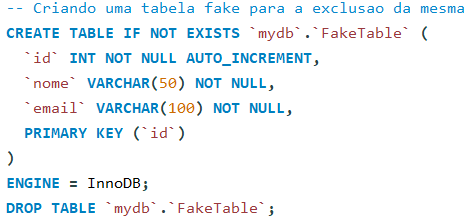 -- Criando uma tabela fake para a exclusao da mesma
CREATE TABLE IF NOT EXISTS `mydb`.`FakeTable` (
  `id` INT NOT NULL AUTO_INCREMENT,
  `nome` VARCHAR(50) NOT NULL,
  `email` VARCHAR(100) NOT NULL,
  PRIMARY KEY (`id`)
)
ENGINE = InnoDB;
DROP TABLE `mydb`.`FakeTable`;